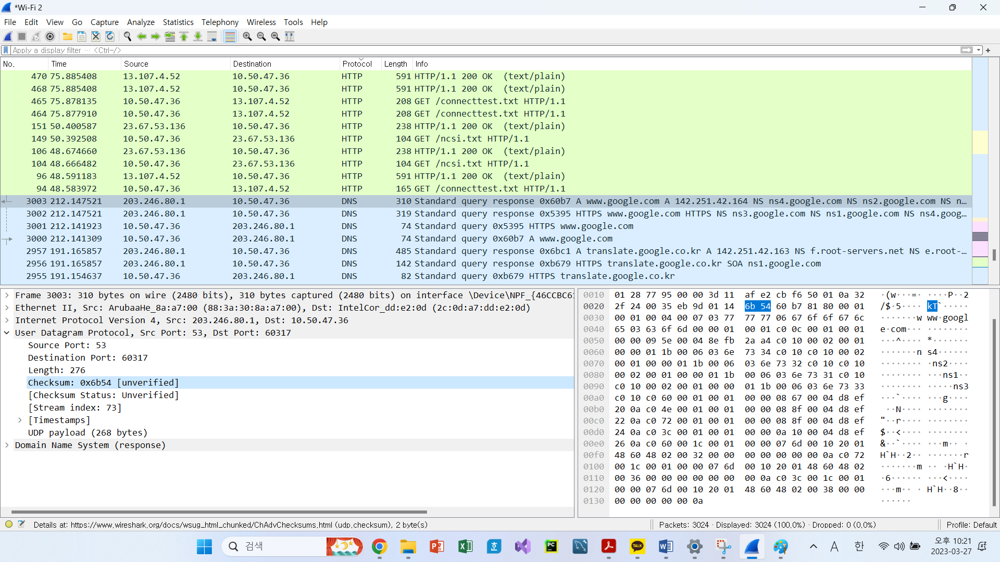 *Wi-Fi 2
File Edit View Go Capture Analyze Statistics Telephony Wireless Tools Help
Apply a display filter ... <Ctrl-/>
No. Time Source Destination Protocol Length Info
470 75.885408 13.107.4.52 10.50.47.36 HTTP 591 HTTP/1.1 200 OK (text/plain)
468 75.885408 13.107.4.52 10.50.47.36 HTTP 591 HTTP/1.1 200 OK (text/plain)
465 75.878135 10.50.47.36 13.107.4.52 HTTP 208 GET /connecttest.txt HTTP/1.1
464 75.877910 10.50.47.36 13.107.4.52 HTTP 208 GET /connecttest.txt HTTP/1.1
151 50.400587 23.67.53.136 10.50.47.36 HTTP 238 HTTP/1.1 200 OK (text/plain)
149 50.392508 10.50.47.36 23.67.53.136 HTTP 104 GET /ncsi.txt HTTP/1.1
106 48.674660 23.67.53.136 10.50.47.36 HTTP 238 HTTP/1.1 200 OK (text/plain)
104 48.666482 10.50.47.36 23.67.53.136 HTTP 104 GET /ncsi.txt HTTP/1.1
96 48.591183 13.107.4.52 10.50.47.36 HTTP 591 HTTP/1.1 200 OK (text/plain)
94 48.583972 10.50.47.36 13.107.4.52 HTTP 165 GET /connecttest.txt HTTP/1.1
3003 212.147521 203.246.80.1 10.50.47.36 DNS 310 Standard query response 0x60b7 A www.google.com A 142.251.42.164 NS ns4.google.com NS ns2.google.com NS n...
3002 212.147521 203.246.80.1 10.50.47.36 DNS 319 Standard query response 0x5395 HTTPS www.google.com HTTPS NS ns3.google.com NS ns1.google.com NS ns4.goog...
3001 212.141923 10.50.47.36 203.246.80.1 DNS 74 Standard query 0x5395 HTTPS www.google.com
3000 212.141309 10.50.47.36 203.246.80.1 DNS 74 Standard query 0x60b7 A www.google.com
2957 191.165857 203.246.80.1 10.50.47.36 DNS 485 Standard query response 0x6bc1 A translate.google.co.kr A 142.251.42.163 NS f.root-servers.net NS e.root-...
2956 191.165857 203.246.80.1 10.50.47.36 DNS 142 Standard query response 0xb679 HTTPS translate.google.co.kr SOA ns1.google.com
2955 191.154637 10.50.47.36 203.246.80.1 DNS 82 Standard query 0xb679 HTTPS translate.google.co.kr
Frame 3003: 310 bytes on wire (2480 bits), 310 bytes captured (2480 bits) on interface \Device\NPF_{46CCBC61
Ethernet II, Src: ArubaaHe_8a:a7:00 (88:3a:30:8a:a7:00), Dst: IntelCor_dd:e2:0d (2c:0d:a7:dd:e2:0d)
Internet Protocol Version 4, Src: 203.246.80.1, Dst: 10.50.47.36
User Datagram Protocol, Src Port: 53, Dst Port: 60317
Source Port: 53
Destination Port: 60317
Length: 276
Checksum: 0x6b54 [unverified]
[Checksum Status: Unverified]
[Stream index: 73]
[Timestamps]
UDP payload (268 bytes)
Domain Name System (response)
0010 01 28 77 95 00 00 3d 11 af e2 cb f6 50 01 0a 32 ·(w···=· ····P··2
0020 2f 24 00 35 eb 9d 01 14 6b 54 60 b7 81 80 00 01 /$·5···· kT`·····
0030 00 01 00 04 00 07 03 77 77 77 06 67 6f 6f 67 6c ·······w ww·googl
0040 65 03 63 6f 6d 00 00 01 00 01 c0 0c 00 01 00 01 e·com··· ········
0050 00 00 09 5e 00 04 8e fb 2a a4 c0 10 00 02 00 01 ···^···· *·······
0060 00 00 01 1b 00 06 03 6e 73 34 c0 10 c0 10 00 02 ·······n s4······
0070 00 01 00 00 01 1b 00 06 03 6e 73 32 c0 10 c0 10 ········ ·ns2····
0080 00 02 00 01 00 00 01 1b 00 06 03 6e 73 31 c0 10 ········ ···ns1··
0090 c0 10 00 02 00 01 00 00 01 1b 00 06 03 6e 73 33 ········ ·····ns3
00a0 c0 10 c0 60 00 01 00 01 00 00 08 67 00 04 d8 ef ···`···· ···g····
00b0 20 0a c0 4e 00 01 00 01 00 00 08 8f 00 04 d8 ef ··N···· ········
00c0 22 0a c0 72 00 01 00 01 00 00 08 8f 00 04 d8 ef "··r···· ········
00d0 24 0a c0 3c 00 01 00 01 00 00 0a 10 00 04 d8 ef $··<···· ········
00e0 26 0a c0 60 00 1c 00 01 00 00 07 6d 00 10 20 01 &··`···· ···m·· ·
00f0 48 60 48 02 00 32 00 00 00 00 00 00 00 0a c0 72 H`H··2·· ·······r
0100 00 1c 00 01 00 00 07 6d 00 10 20 01 48 60 48 02 ·······m ·· ·H`H·
0110 00 36 00 00 00 00 00 00 00 0a c0 3c 00 1c 00 01 ·6······ ···<····
0120 00 00 07 6d 00 10 20 01 48 60 48 02 00 38 00 00 ···m·· · H`H··8··
0130 00 00 00 00 00 0a ······
Details at: https://www.wireshark.org/docs/wsug_html_chunked/ChAdvChecksums.html (udp.checksum), 2 byte(s)
Packets: 3024 · Displayed: 3024 (100.0%) · Dropped: 0 (0.0%)
Profile: Default
검색
TALK
A
한
오후 10:21
2023-03-27